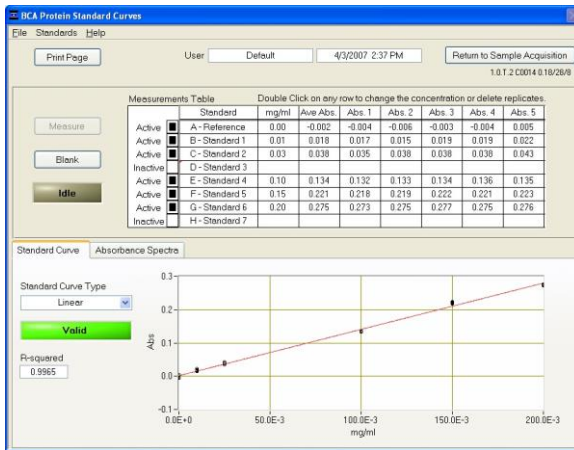 BCA Protein Standard Curves
File Standards Help
Print Page User Default 4/3/2007 2:37 PM Return to Sample Acquisition
1.0.T.2 C0014 0.18/28/8
Measurements Table Double Click on any row to change the concentration or delete replicates.
Standard mg/ml Ave Abs. Abs. 1 Abs. 2 Abs. 3 Abs. 4 Abs. 5
Active A - Reference 0.00 -0.002 -0.004 -0.006 -0.003 -0.004 0.005
Active B - Standard 1 0.01 0.018 0.017 0.015 0.019 0.019 0.022
Active C - Standard 2 0.03 0.038 0.035 0.038 0.038 0.038 0.043
Inactive D - Standard 3
Active E - Standard 4 0.10 0.134 0.132 0.133 0.134 0.136 0.135
Active F - Standard 5 0.15 0.221 0.218 0.219 0.222 0.221 0.223
Active G - Standard 6 0.20 0.275 0.273 0.275 0.277 0.275 0.276
Inactive H - Standard 7
Measure
Blank
Idle
Standard Curve Absorbance Spectra
Standard Curve Type
Linear
Valid
R-squared
0.9965
Abs
0.3
0.2
0.1
0.0
-0.1
0.0E+0 50.0E-3 100.0E-3 150.0E-3 200.0E-3
mg/ml